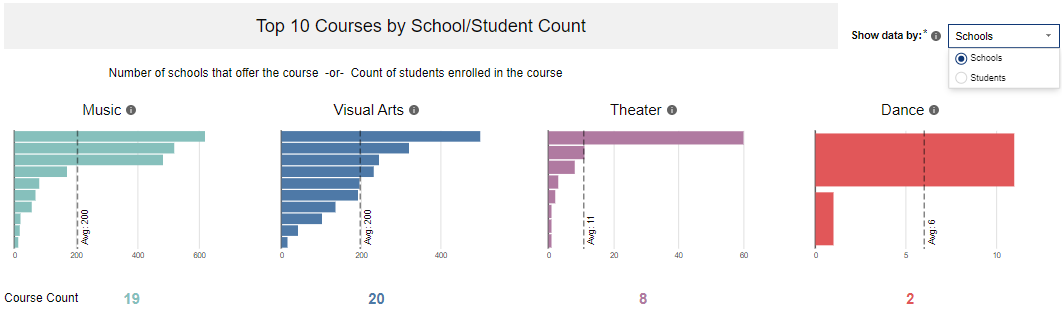 Top 10 Courses by School/Student Count
Show data by:* Schools
Schools
Students
Number of schools that offer the course -or- Count of students enrolled in the course
Music
Visual Arts
Theater
Dance
Avg: 200
Avg: 200
Avg: 11
Avg: 6
0 200 400 600
0 200 400
0 20 40 60
0 5 10
Course Count 19 20 8 2